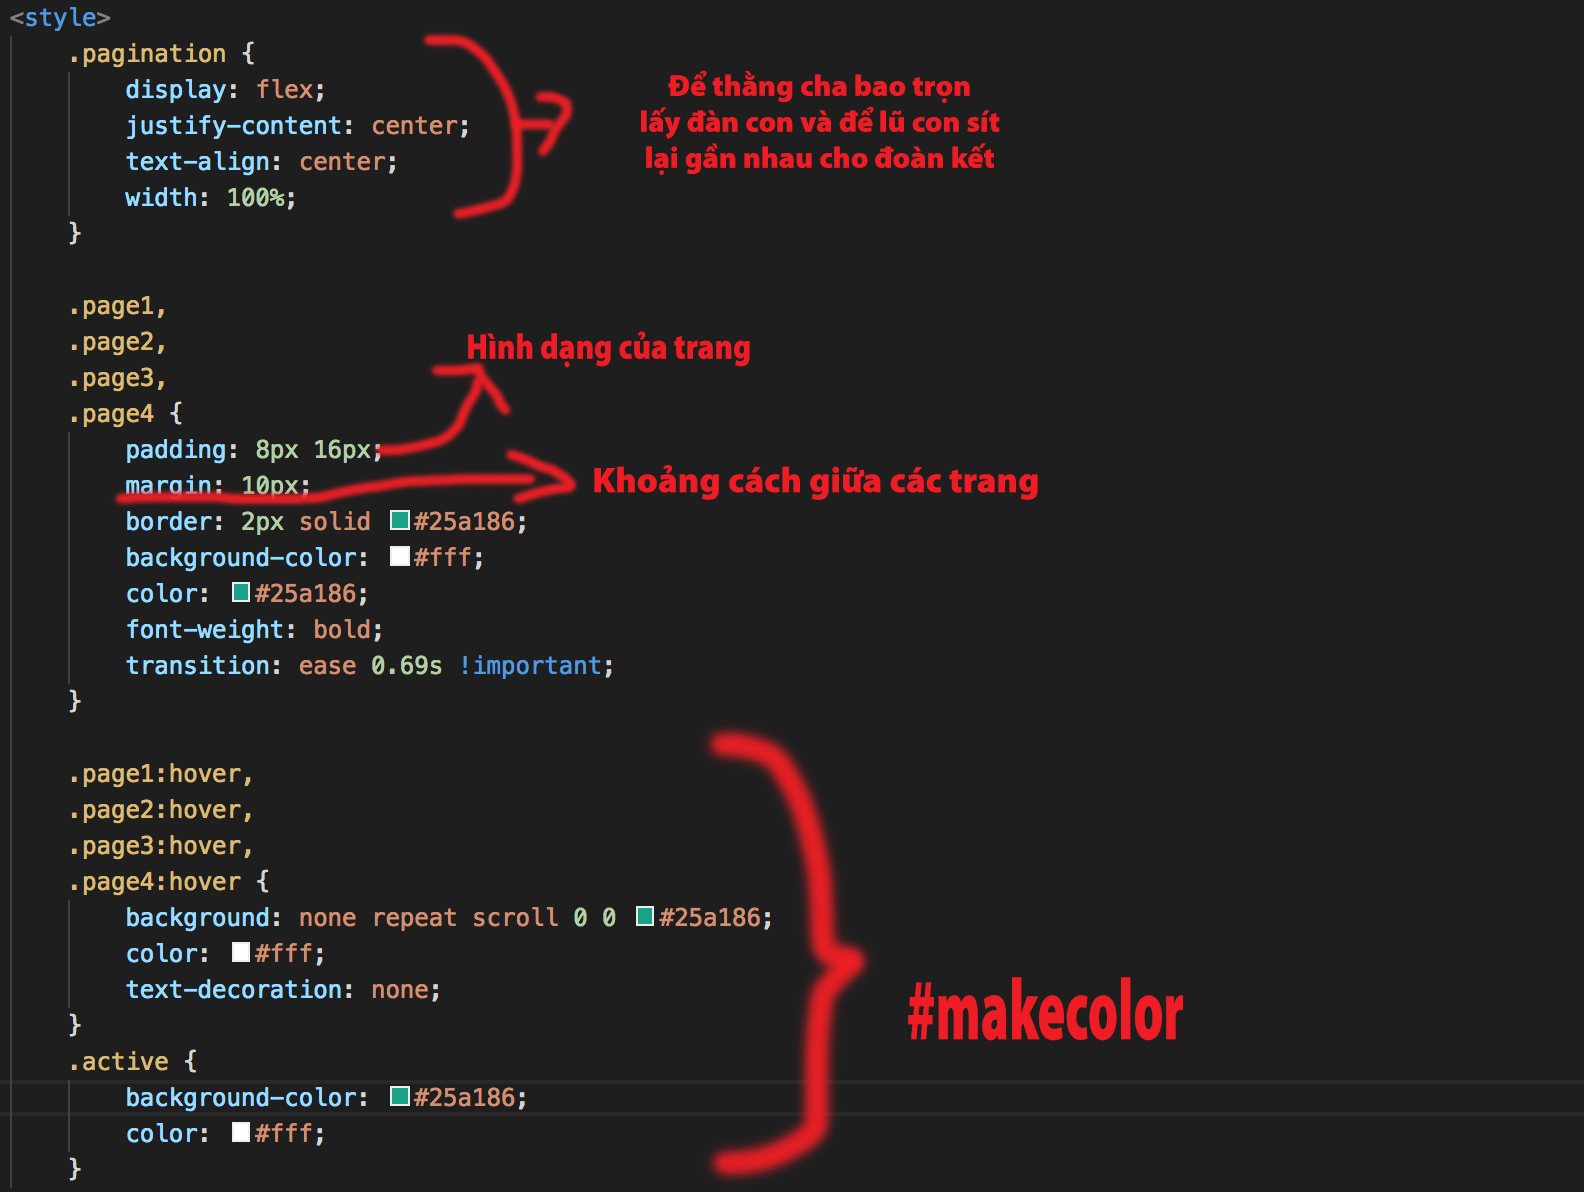 <style>
.pagination {
display: flex;
Để thằng cha bao trọn
justify-content: center;
lấy đàn con và để lũ con sít
text-align: center;
lại gần nhau cho đoàn kết
width: 100%;
}
.page1,
.page2,
Hình dạng của trang
.page3,
.page4 {
padding: 8px 16px;
margin: 10px;
Khoảng cách giữa các trang
border: 2px solid #25a186;
background-color: #fff;
color: #25a186;
font-weight: bold;
transition: ease 0.69s !important;
}
.page1:hover,
.page2:hover,
.page3:hover,
.page4:hover {
background: none repeat scroll 0 0 #25a186;
color: #fff;
text-decoration: none;
}
#makecolor
.active {
background-color: #25a186;
color: #fff;
}